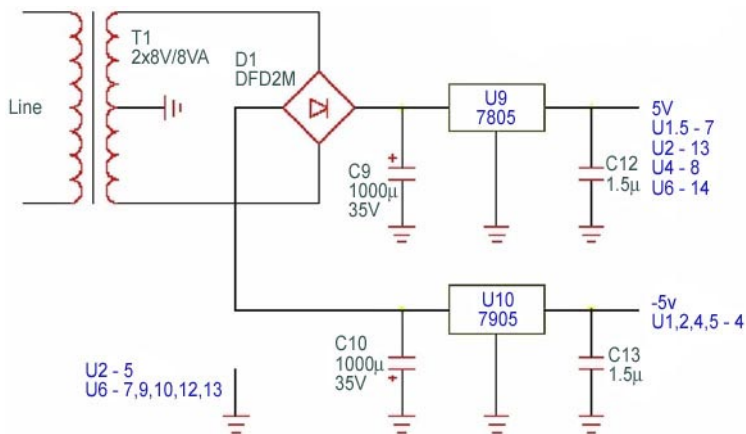 Line
T1
2x8V/8VA
D1
DFD2M
C9
1000µ
35V
+
U9
7805
C12
1.5µ
5V
U1.5 - 7
U2 - 13
U4 - 8
U6 - 14
U2 - 5
U6 - 7,9,10,12,13
C10
1000µ
35V
+
U10
7905
C13
1.5µ
-5v
U1,2,4,5 - 4